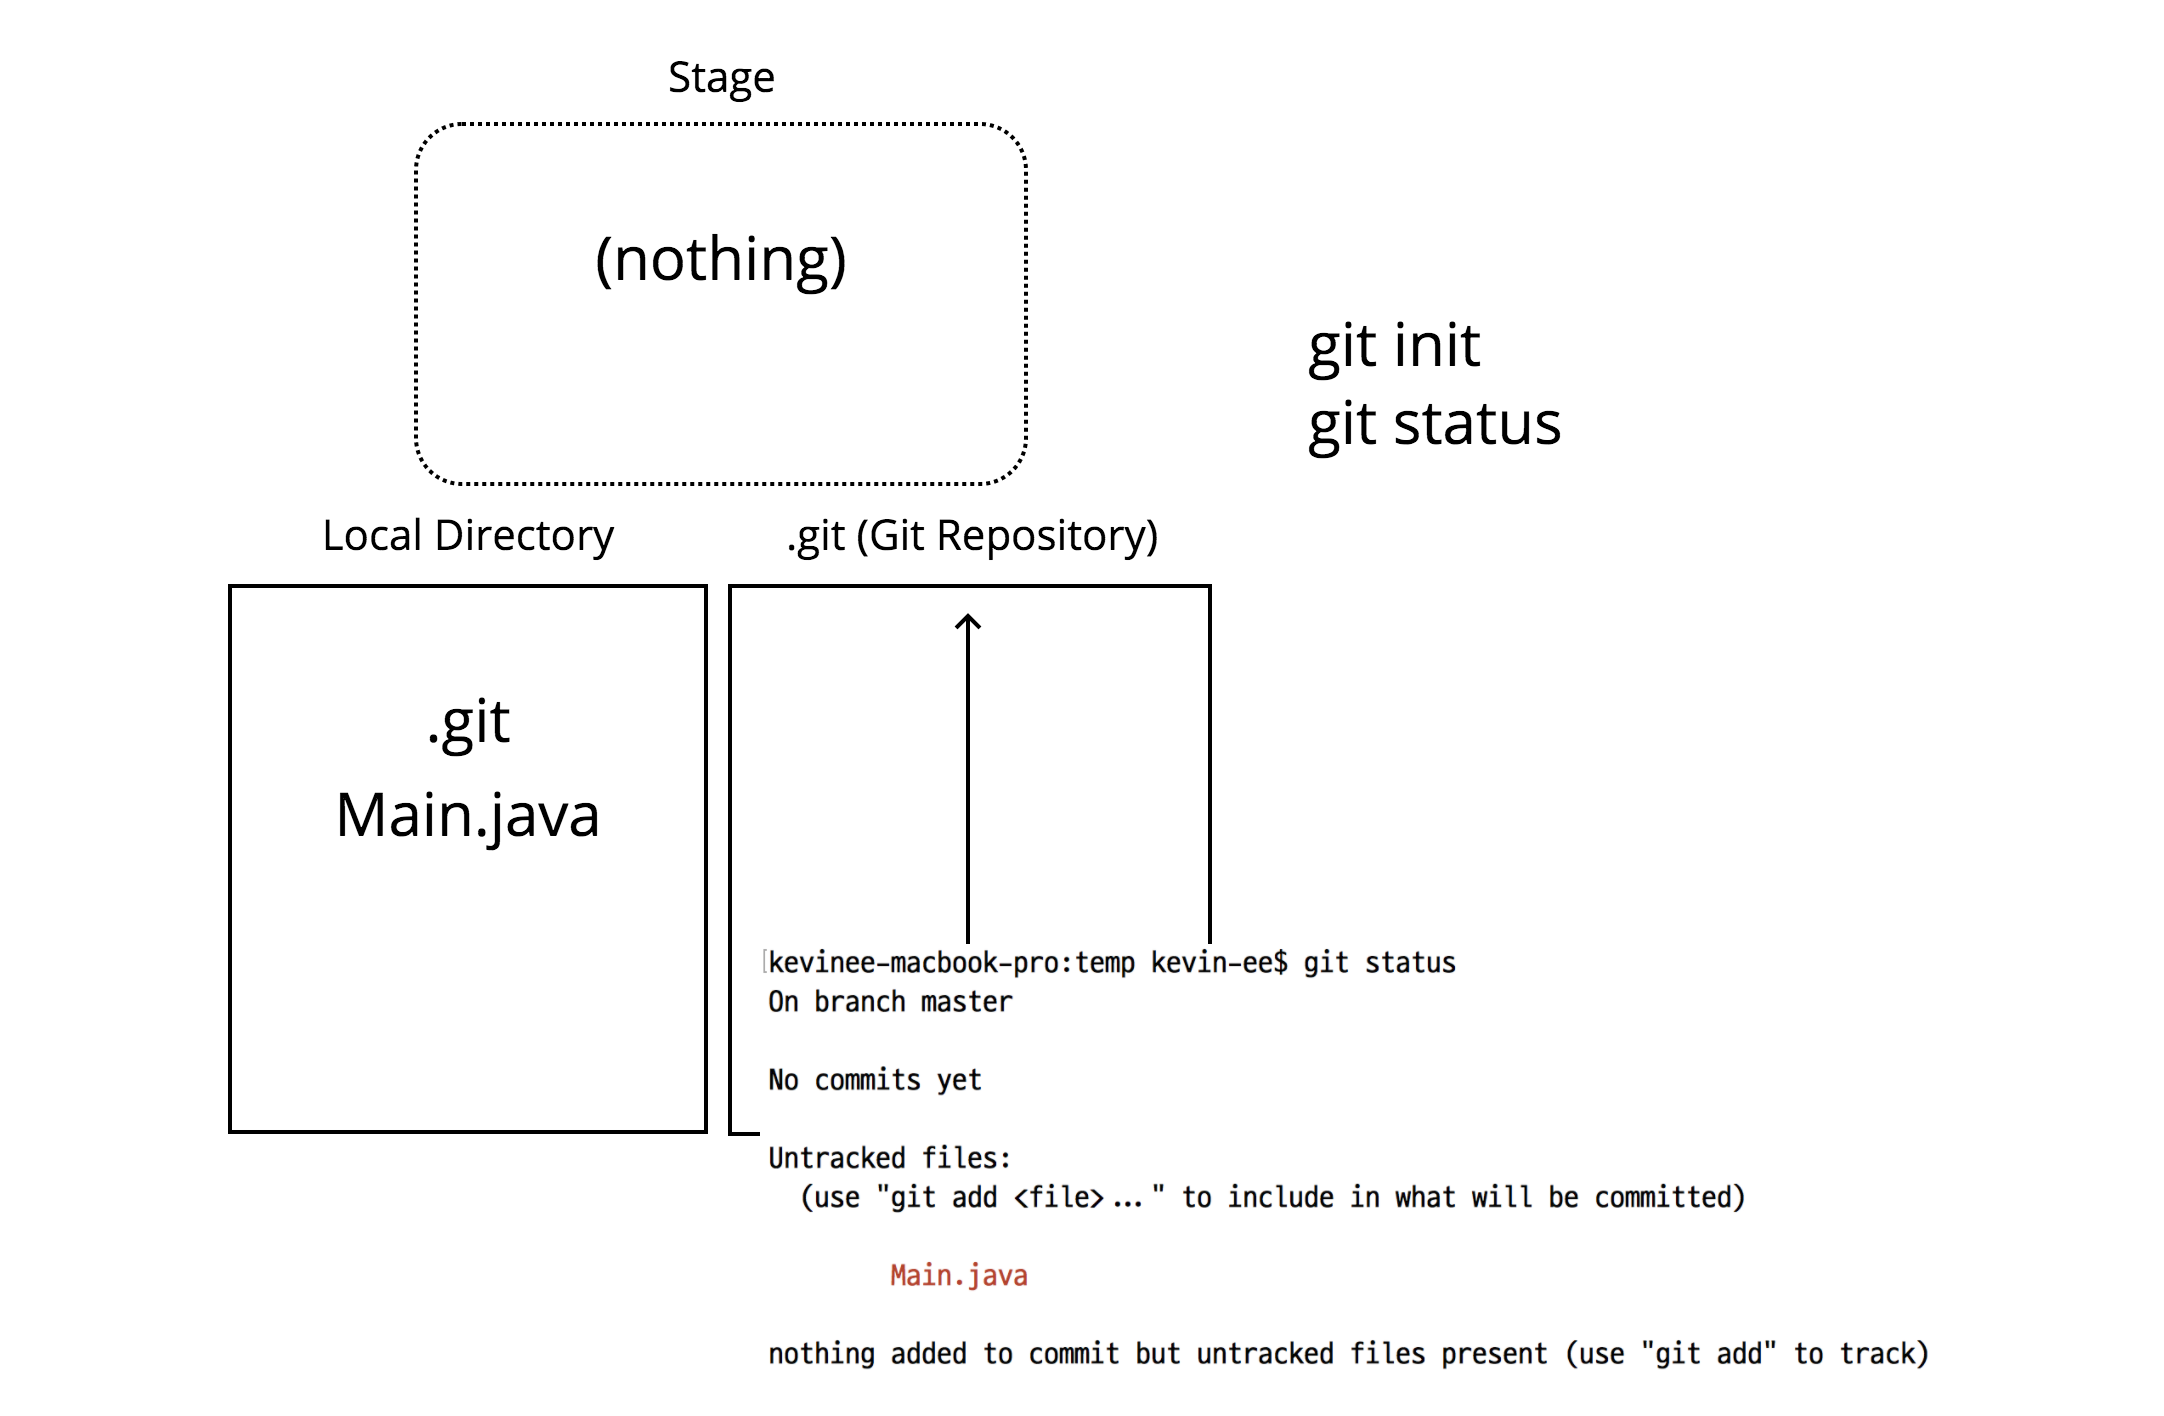 Stage
(nothing)
git init
git status
Local Directory
.git (Git Repository)
.git
Main.java
kevinee-macbook-pro:temp kevin-ee$ git status
On branch master
No commits yet
Untracked files:
(use "git add <file>..." to include in what will be committed)
Main.java
nothing added to commit but untracked files present (use "git add" to track)